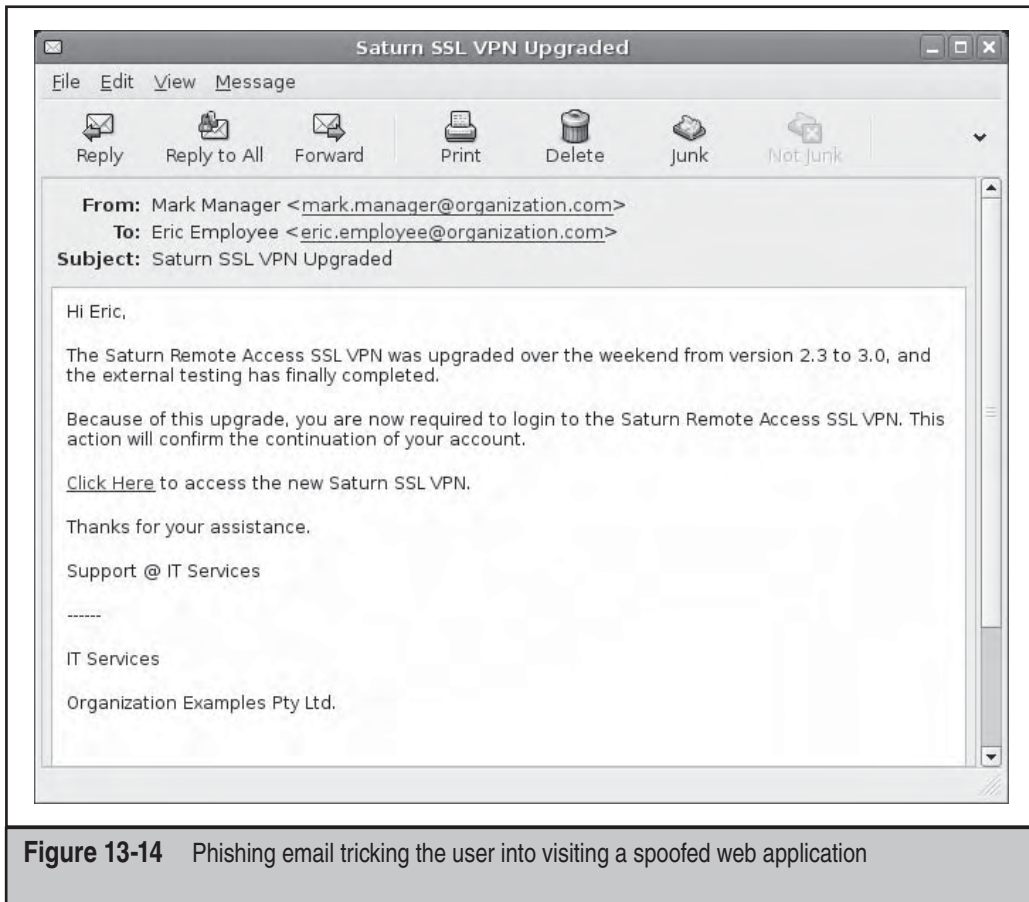 Saturn SSL VPN Upgraded
File Edit View Message
Reply Reply to All Forward Print Delete Junk Not Junk
From: Mark Manager <mark.manager@organization.com>
To: Eric Employee <eric.employee@organization.com>
Subject: Saturn SSL VPN Upgraded
Hi Eric,
The Saturn Remote Access SSL VPN was upgraded over the weekend from version 2.3 to 3.0, and
the external testing has finally completed.
Because of this upgrade, you are now required to login to the Saturn Remote Access SSL VPN. This
action will confirm the continuation of your account.
Click Here to access the new Saturn SSL VPN.
Thanks for your assistance.
Support @ IT Services
------
IT Services
Organization Examples Pty Ltd.
Figure 13-14 Phishing email tricking the user into visiting a spoofed web application